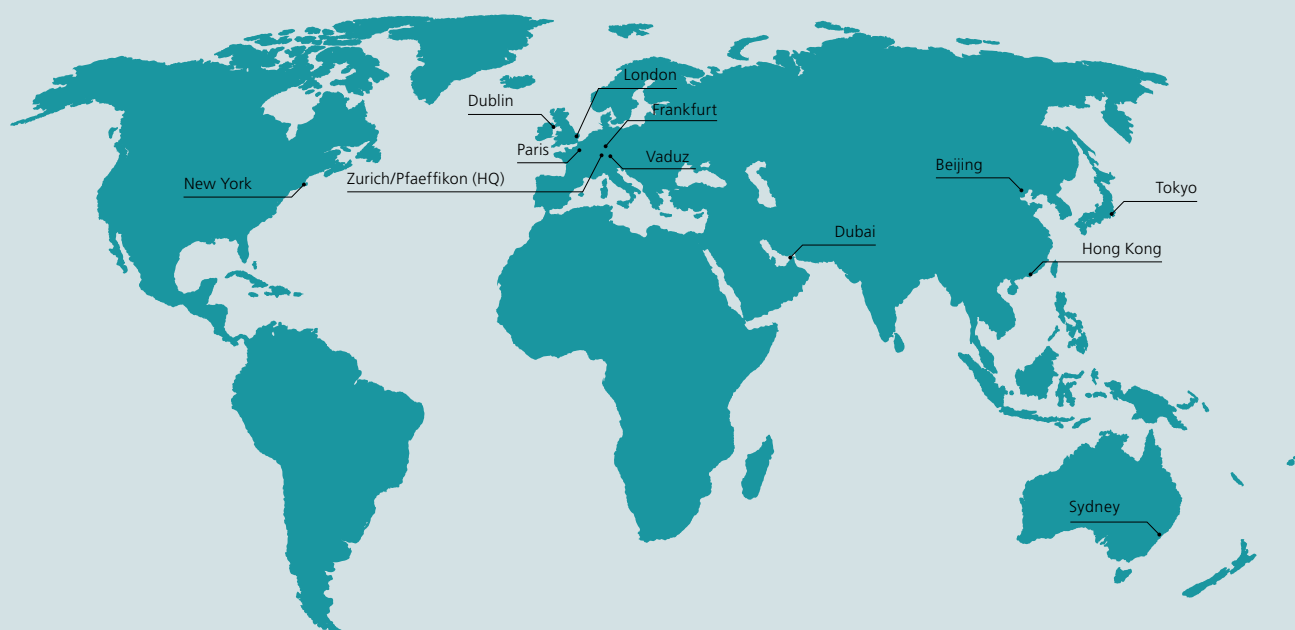 London
Dublin
Frankfurt
Paris
Vaduz
Zurich/Pfaeffikon (HQ)
New York
Beijing
Tokyo
Dubai
Hong Kong
Sydney